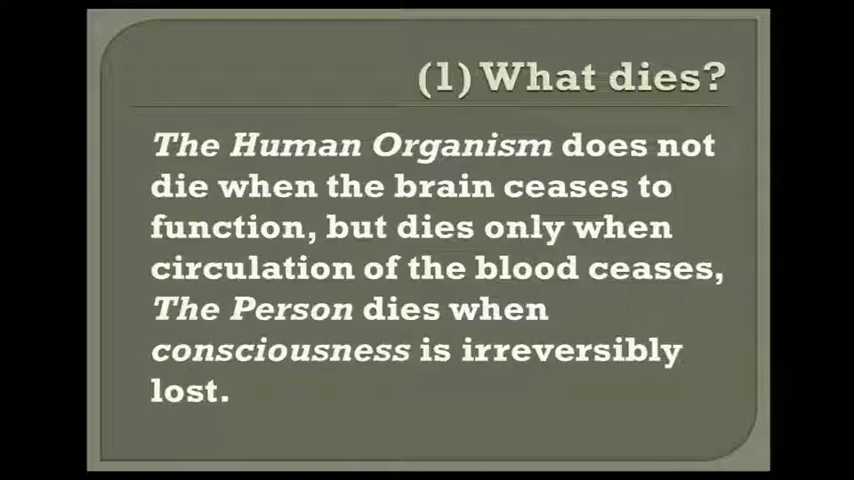 (1) What dies?
The Human Organism does not
die when the brain ceases to
function, but dies only when
circulation of the blood ceases,
The Person dies when
consciousness is irreversibly
lost.